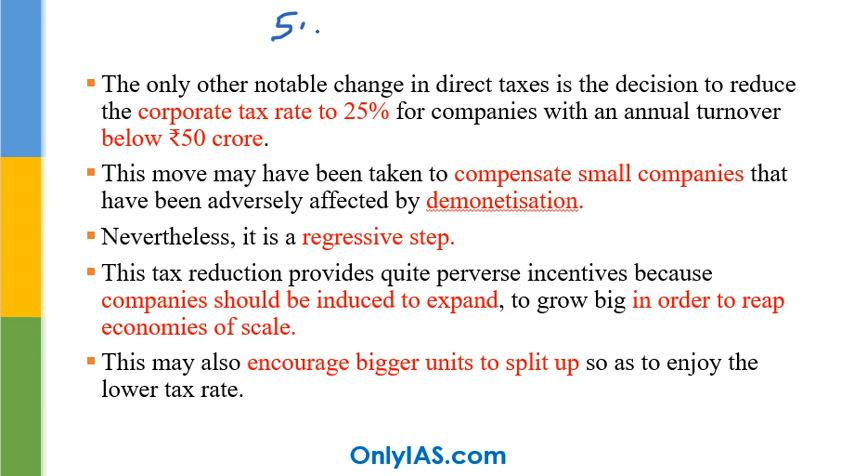 5..
▪ The only other notable change in direct taxes is the decision to reduce
the corporate tax rate to 25% for companies with an annual turnover
below ₹50 crore.
▪ This move may have been taken to compensate small companies that
have been adversely affected by demonetisation.
▪ Nevertheless, it is a regressive step.
▪ This tax reduction provides quite perverse incentives because
companies should be induced to expand, to grow big in order to reap
economies of scale.
▪ This may also encourage bigger units to split up so as to enjoy the
lower tax rate.
OnlyIAS.com